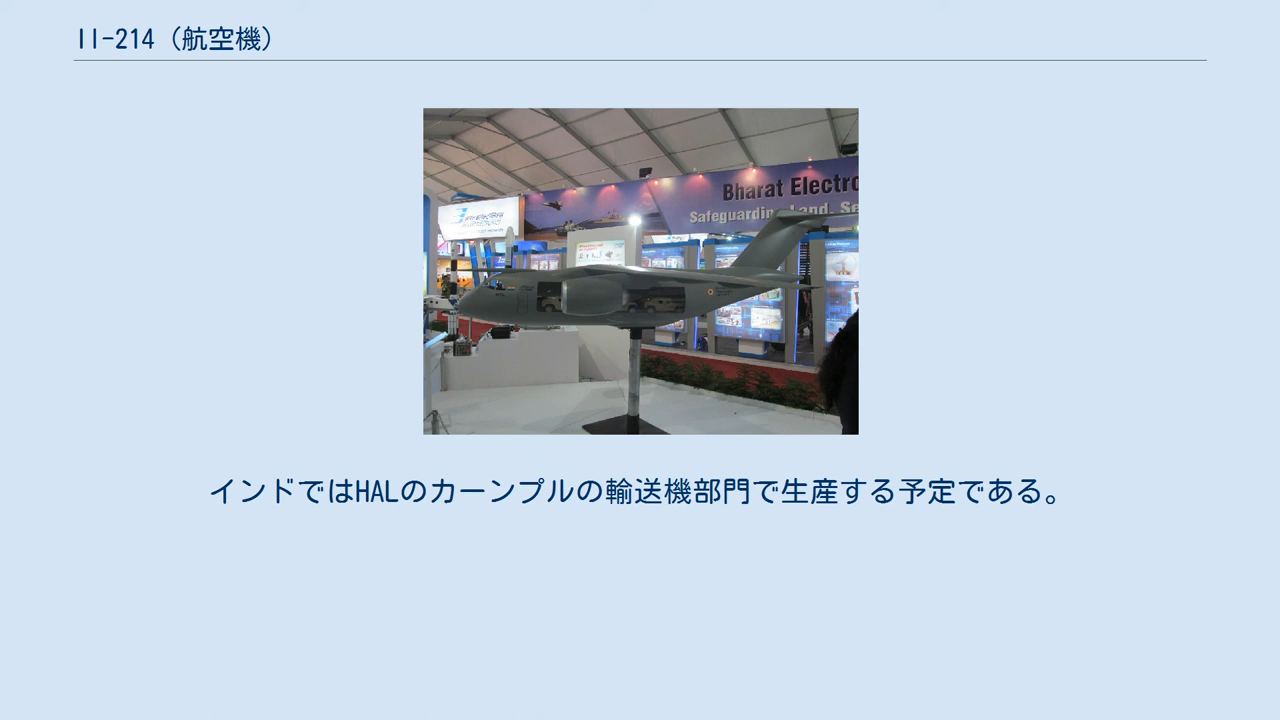 Il-214（航空機）
Bharat Electro
Safeguarding Land, Se
インドではHALのカーンプルの輸送機部門で生産する予定である。